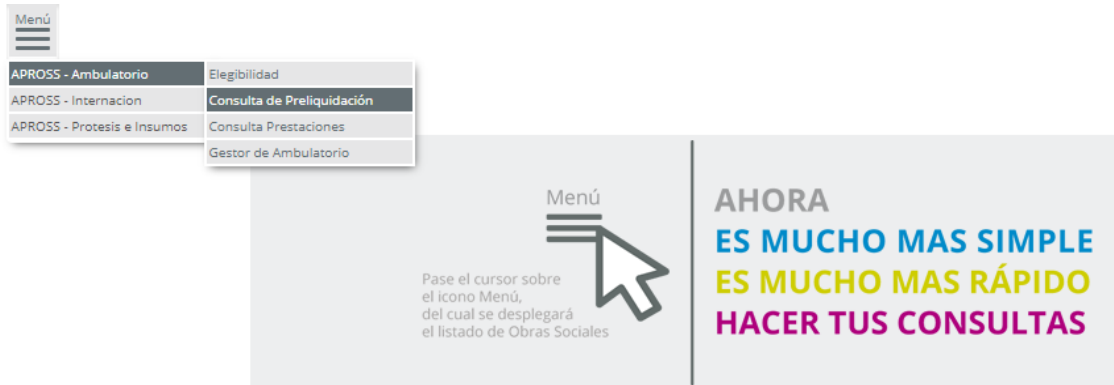 Menú
APROSS - Ambulatorio
APROSS - Internacion
APROSS - Protesis e Insumos
Elegibilidad
Consulta de Preliquidación
Consulta Prestaciones
Gestor de Ambulatorio
Menú
Pase el cursor sobre
el icono Menú,
del cual se desplegará
el listado de Obras Sociales
AHORA
ES MUCHO MAS SIMPLE
ES MUCHO MAS RÁPIDO
HACER TUS CONSULTAS